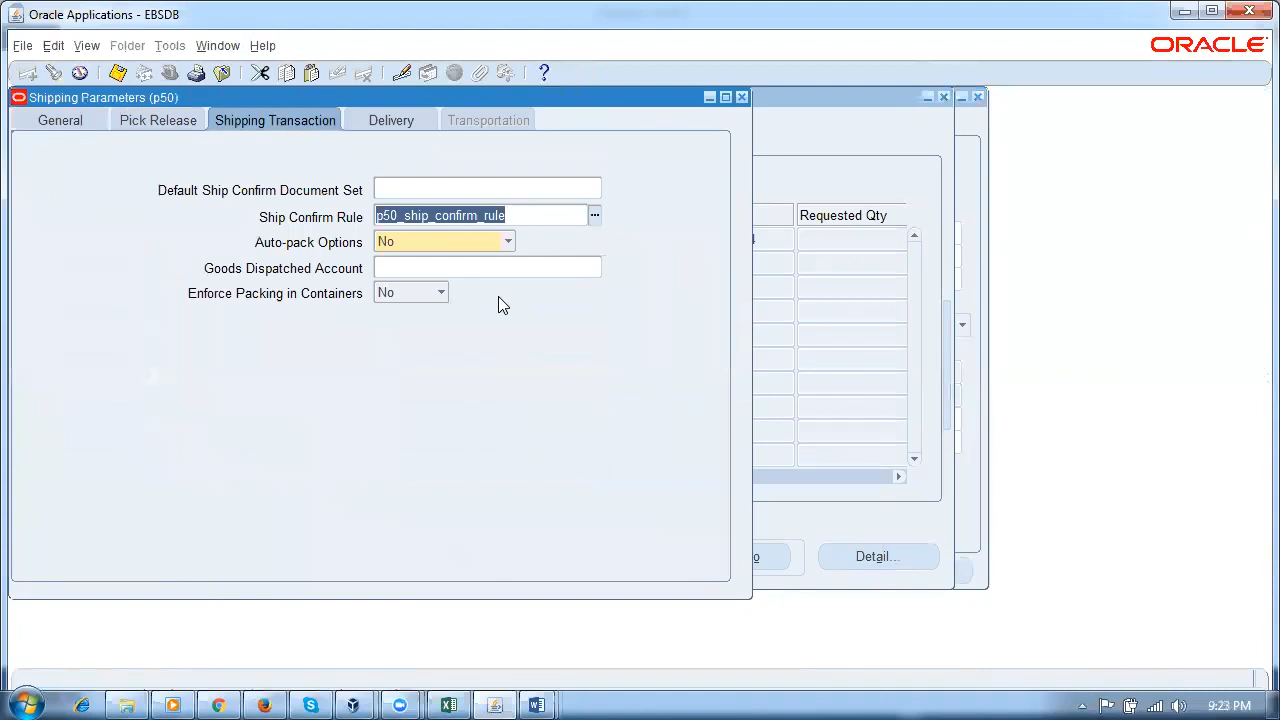 Oracle Applications - EBSDB
File Edit View Folder Tools Window Help
ORACLE
Shipping Parameters (p50)
General Pick Release Shipping Transaction Delivery Transportation
Default Ship Confirm Document Set
Ship Confirm Rule p50_ship_confirm_rule
Auto-pack Options No
Goods Dispatched Account
Enforce Packing in Containers No
Requested Qty
Detail...
9:23 PM